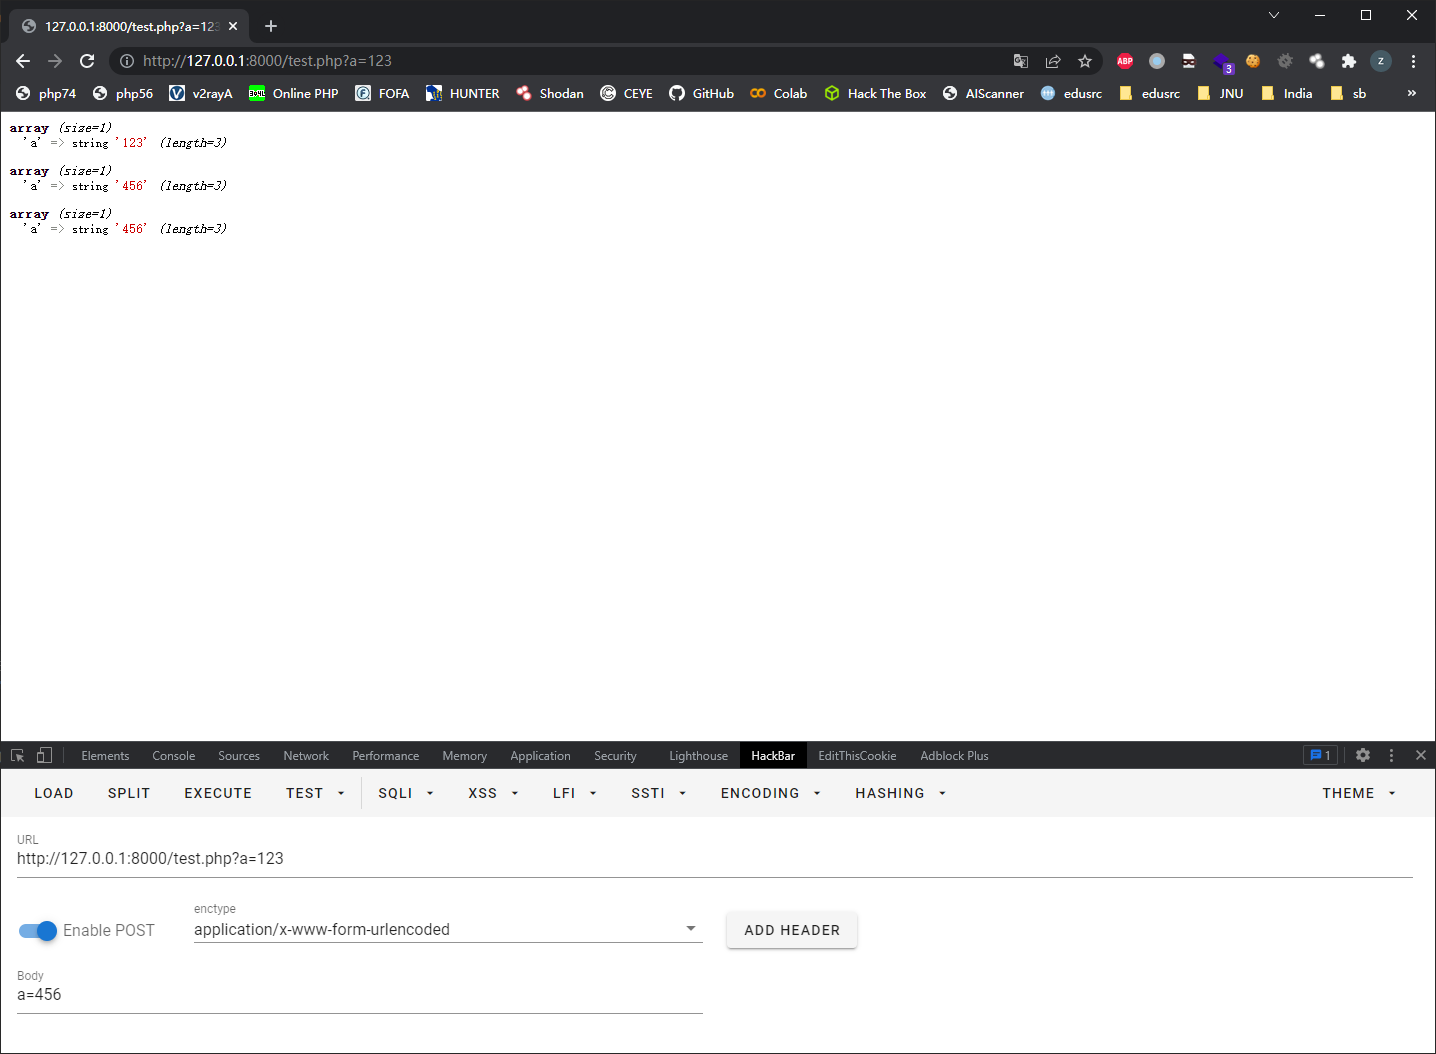 127.0.0.1:8000/test.php?a=123
http://127.0.0.1:8000/test.php?a=123
ABP
3
Z
php74 php56 v2rayA Online PHP FOFA HUNTER Shodan CEYE GitHub Colab Hack The Box AIScanner edusrc edusrc JNU India sb »
array (size=1)
'a' => string '123' (length=3)
array (size=1)
'a' => string '456' (length=3)
array (size=1)
'a' => string '456' (length=3)
Elements Console Sources Network Performance Memory Application Security Lighthouse HackBar EditThisCookie Adblock Plus 1
LOAD SPLIT EXECUTE TEST SQLI XSS LFI SSTI ENCODING HASHING THEME
URL
http://127.0.0.1:8000/test.php?a=123
Enable POST
enctype
application/x-www-form-urlencoded
ADD HEADER
Body
a=456